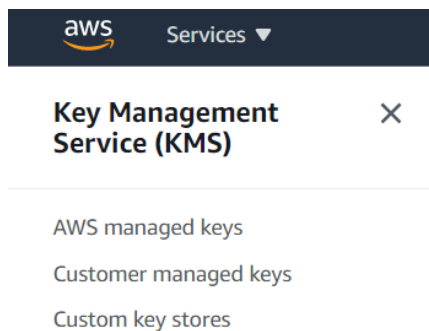 aws Services ▼
Key Management
Service (KMS)
AWS managed keys
Customer managed keys
Custom key stores